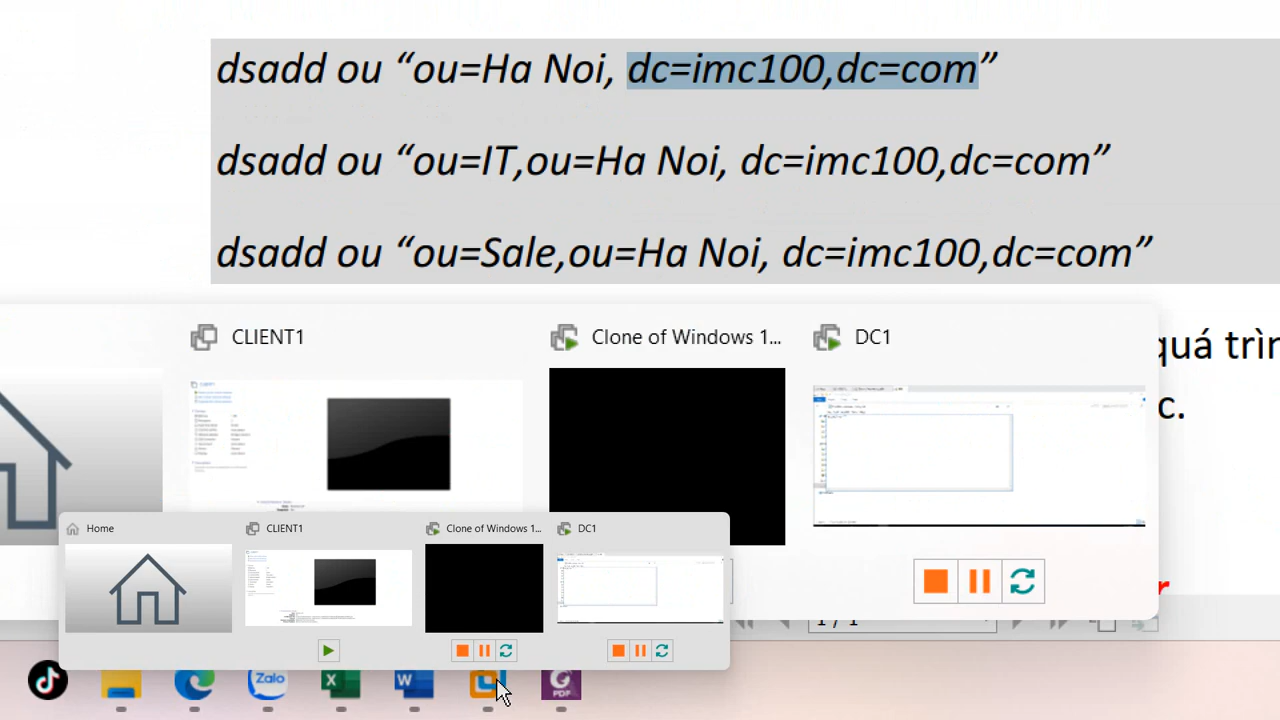 dsadd ou “ou=Ha Noi, dc=imc100,dc=com”
dsadd ou “ou=IT,ou=Ha Noi, dc=imc100,dc=com”
dsadd ou “ou=Sale,ou=Ha Noi, dc=imc100,dc=com”
CLIENT1
Clone of Windows 1...
DC1
quá trìn
c.
Home
CLIENT1
Clone of Windows 1...
DC1
r
1 / 1
Zalo
PDF